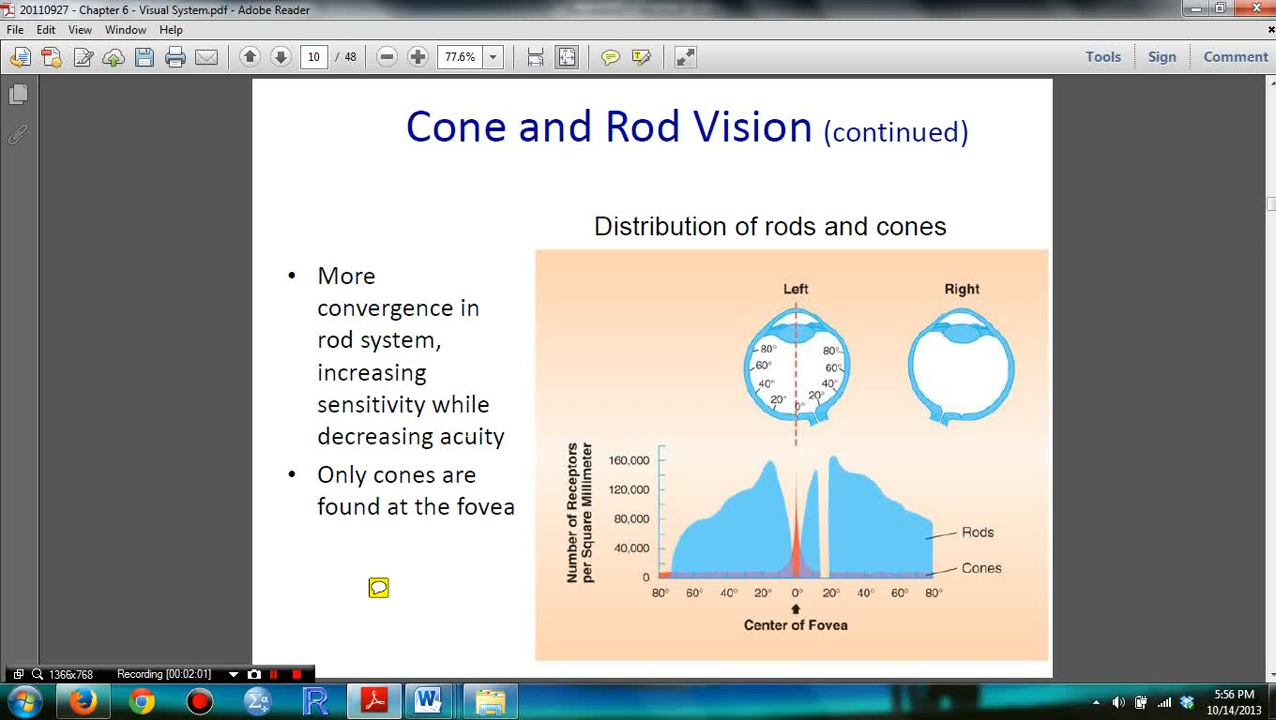 20110927 - Chapter 6 - Visual System.pdf - Adobe Reader
File Edit View Window Help
10 / 48 77.6% Tools Sign Comment
Cone and Rod Vision (continued)
Distribution of rods and cones
• More
convergence in
rod system,
increasing
sensitivity while
decreasing acuity
• Only cones are
found at the fovea
Left Right
80° 80°
60° 60°
40° 40°
20° 0° 20°
Number of Receptors
per Square Millimeter
160,000
120,000
80,000
40,000
0
Rods
Cones
80° 60° 40° 20° 0° 20° 40° 60° 80°
Center of Fovea
1366x768 Recording [00:02:01]
5:56 PM
10/14/2013